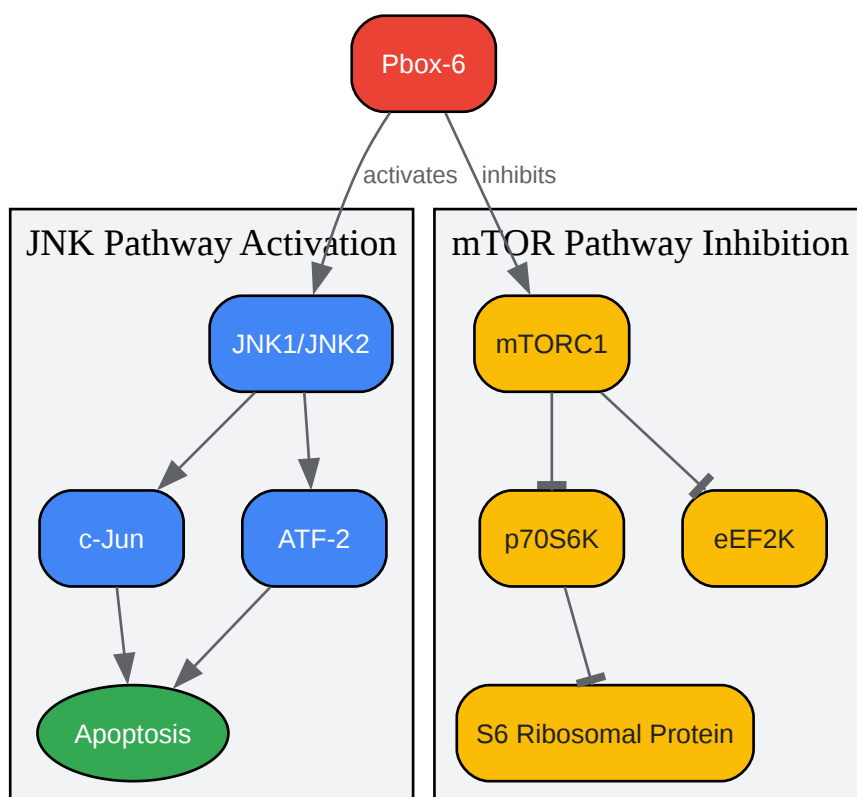 Pbox-6
activates
inhibits
JNK Pathway Activation
mTOR Pathway Inhibition
JNK1/JNK2
mTORC1
c-Jun
ATF-2
p70S6K
eEF2K
Apoptosis
S6 Ribosomal Protein